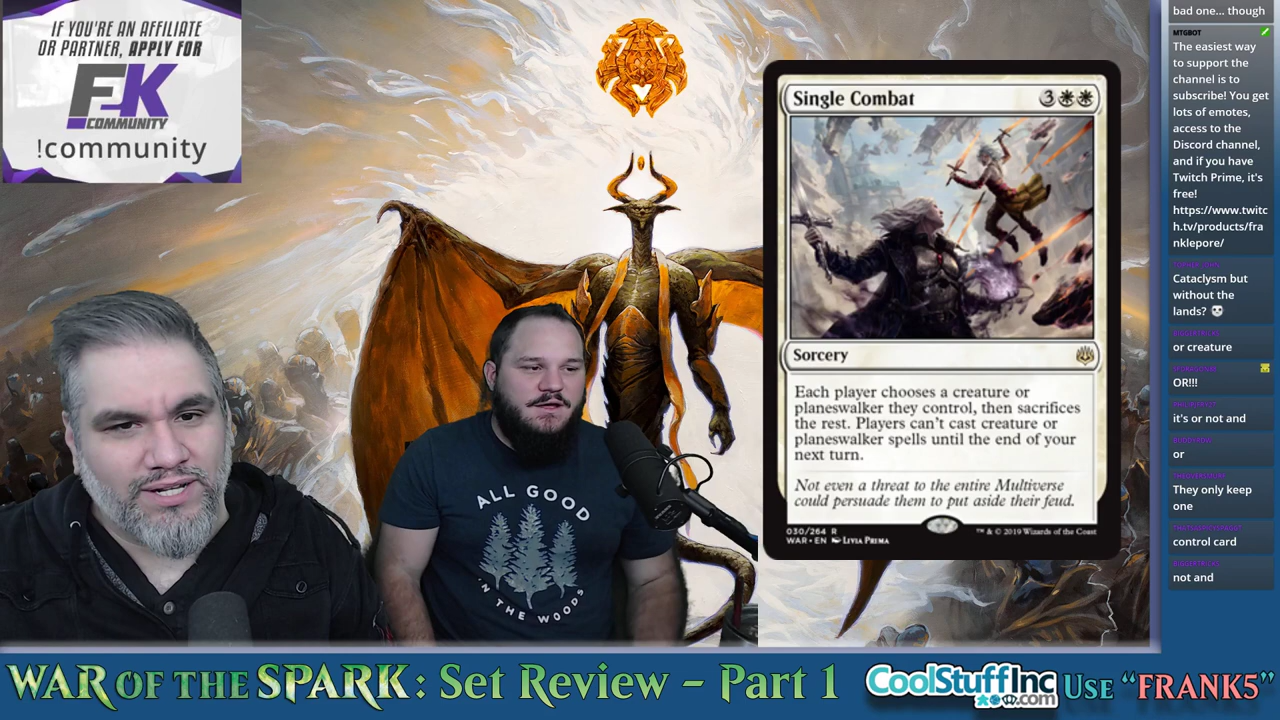 IF YOU'RE AN AFFILIATE
OR PARTNER, APPLY FOR
COMMUNITY
!community
ALL GOOD
'N THE WOODS
Single Combat
3
Sorcery
Each player chooses a creature or
planeswalker they control, then sacrifices
the rest. Players can't cast creature or
planeswalker spells until the end of your
next turn.
Not even a threat to the entire Multiverse
could persuade them to put aside their feud.
030/264 R
WAR • EN LIVIA PRIMA
™ & © 2019 Wizards of the Coast
bad one... though
MTGBOT
The easiest way
to support the
channel is to
subscribe! You get
lots of emotes,
access to the
Discord channel,
and if you have
Twitch Prime, it's
free!
https://www.twitc
h.tv/products/fra
nklepore/
Cataclysm but
without the
lands? 💀
or creature
OR!!!
it's or not and
or
They only keep
one
control card
not and
WAR OF THE SPARK: Set Review - Part 1
CoolStuffInc
.com
USE "FRANK5"